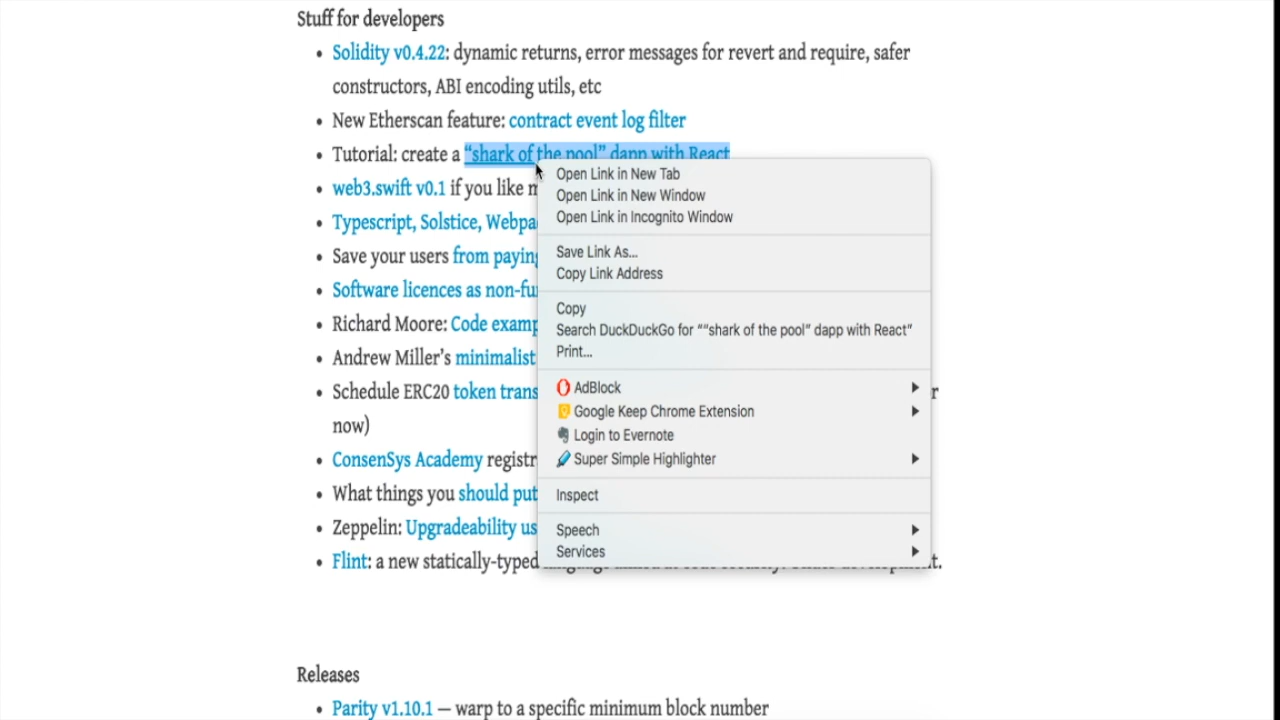 Stuff for developers
• Solidity v0.4.22: dynamic returns, error messages for revert and require, safer
constructors, ABI encoding utils, etc
• New Etherscan feature: contract event log filter
• Tutorial: create a “shark of the pool” dapp with React
• web3.swift v0.1 if you like
• Typescript, Solstice,
• Save your users from paying
• Software licences as
• Richard Moore: Code
• Andrew Miller’s minimalist
• Schedule ERC20 token
now)
• ConsenSys Academy
• What things you should put
• Zeppelin: Upgradeability
• Flint: a new statically-typed
Open Link in New Tab
Open Link in New Window
Open Link in Incognito Window
Save Link As...
Copy Link Address
Copy
Search DuckDuckGo for ““shark of the pool” dapp with React”
Print...
AdBlock
Google Keep Chrome Extension
Login to Evernote
Super Simple Highlighter
Inspect
Speech
Services
Releases
• Parity v1.10.1 — warp to a specific minimum block number